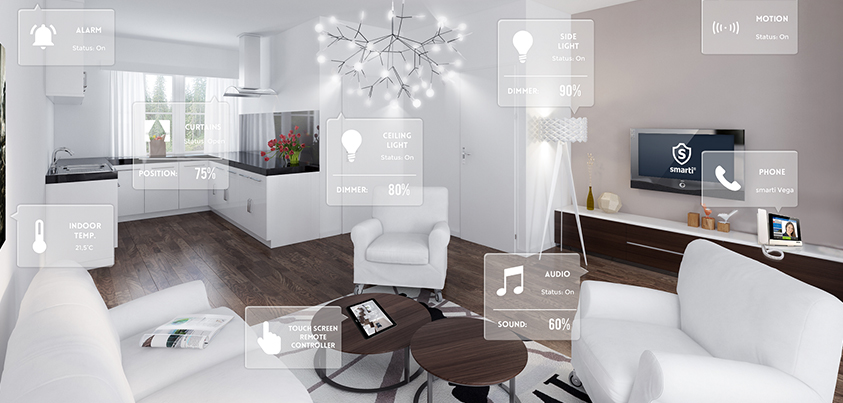 ALARM
Status: On
MOTION
Status: On
SIDE
LIGHT
Status: On
DIMMER: 90%
CURTAINS
Status: Open
POSITION: 75%
CEILING
LIGHT
Status: On
DIMMER: 80%
smarti
PHONE
smarti Vega
INDOOR
TEMP.
21,5°C
AUDIO
Status: On
SOUND: 60%
TOUCH SCREEN
REMOTE
CONTROLLER